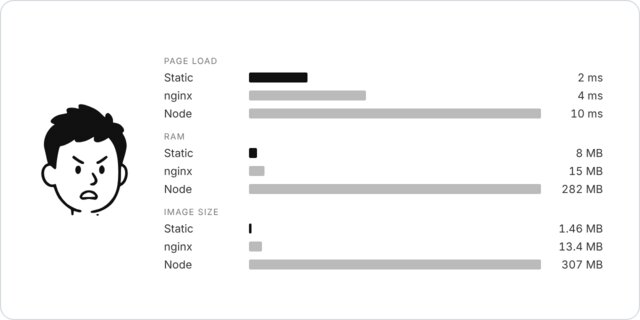 PAGE LOAD
Static 2 ms
nginx 4 ms
Node 10 ms
RAM
Static 8 MB
nginx 15 MB
Node 282 MB
IMAGE SIZE
Static 1.46 MB
nginx 13.4 MB
Node 307 MB